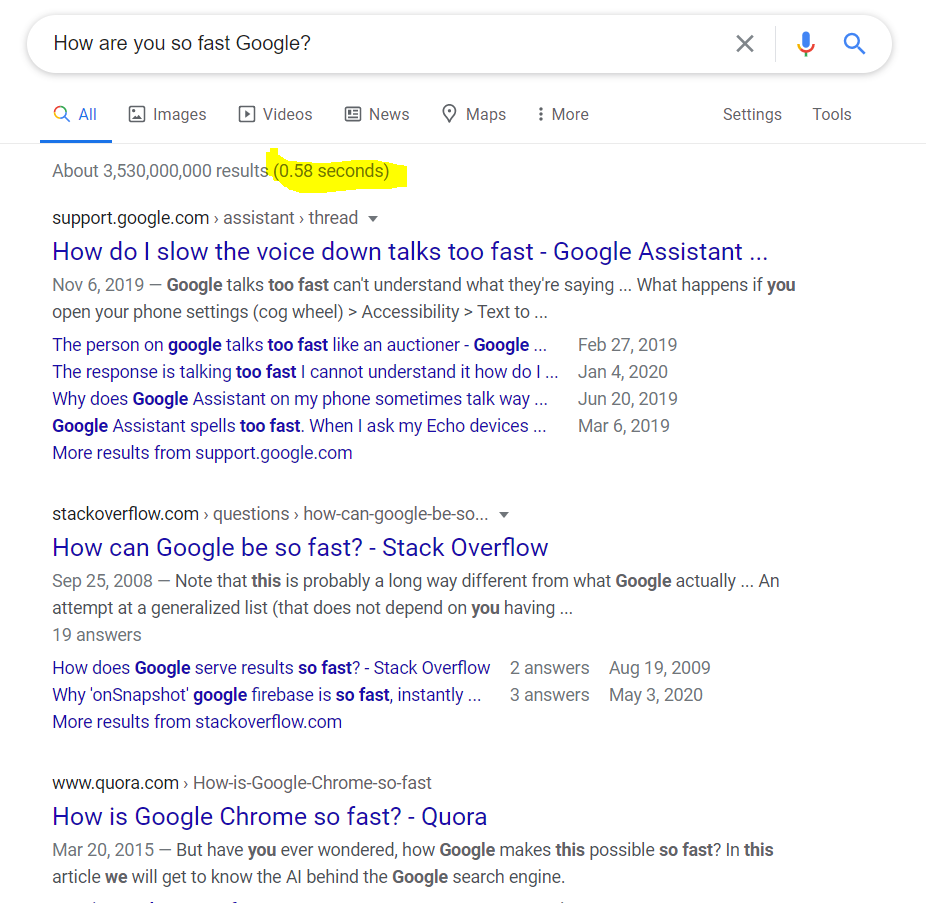 How are you so fast Google?
All Images Videos News Maps More Settings Tools
About 3,530,000,000 results (0.58 seconds)
support.google.com › assistant › thread
How do I slow the voice down talks too fast - Google Assistant ...
Nov 6, 2019 — Google talks too fast can't understand what they're saying ... What happens if you
open your phone settings (cog wheel) > Accessibility > Text to ...
The person on google talks too fast like an auctioner - Google ... Feb 27, 2019
The response is talking too fast I cannot understand it how do I ... Jan 4, 2020
Why does Google Assistant on my phone sometimes talk way ... Jun 20, 2019
Google Assistant spells too fast. When I ask my Echo devices ... Mar 6, 2019
More results from support.google.com
stackoverflow.com › questions › how-can-google-be-so...
How can Google be so fast? - Stack Overflow
Sep 25, 2008 — Note that this is probably a long way different from what Google actually ... An
attempt at a generalized list (that does not depend on you having ...
19 answers
How does Google serve results so fast? - Stack Overflow 2 answers Aug 19, 2009
Why 'onSnapshot' google firebase is so fast, instantly ... 3 answers May 3, 2020
More results from stackoverflow.com
www.quora.com › How-is-Google-Chrome-so-fast
How is Google Chrome so fast? - Quora
Mar 20, 2015 — But have you ever wondered, how Google makes this possible so fast? In this
article we will get to know the AI behind the Google search engine.